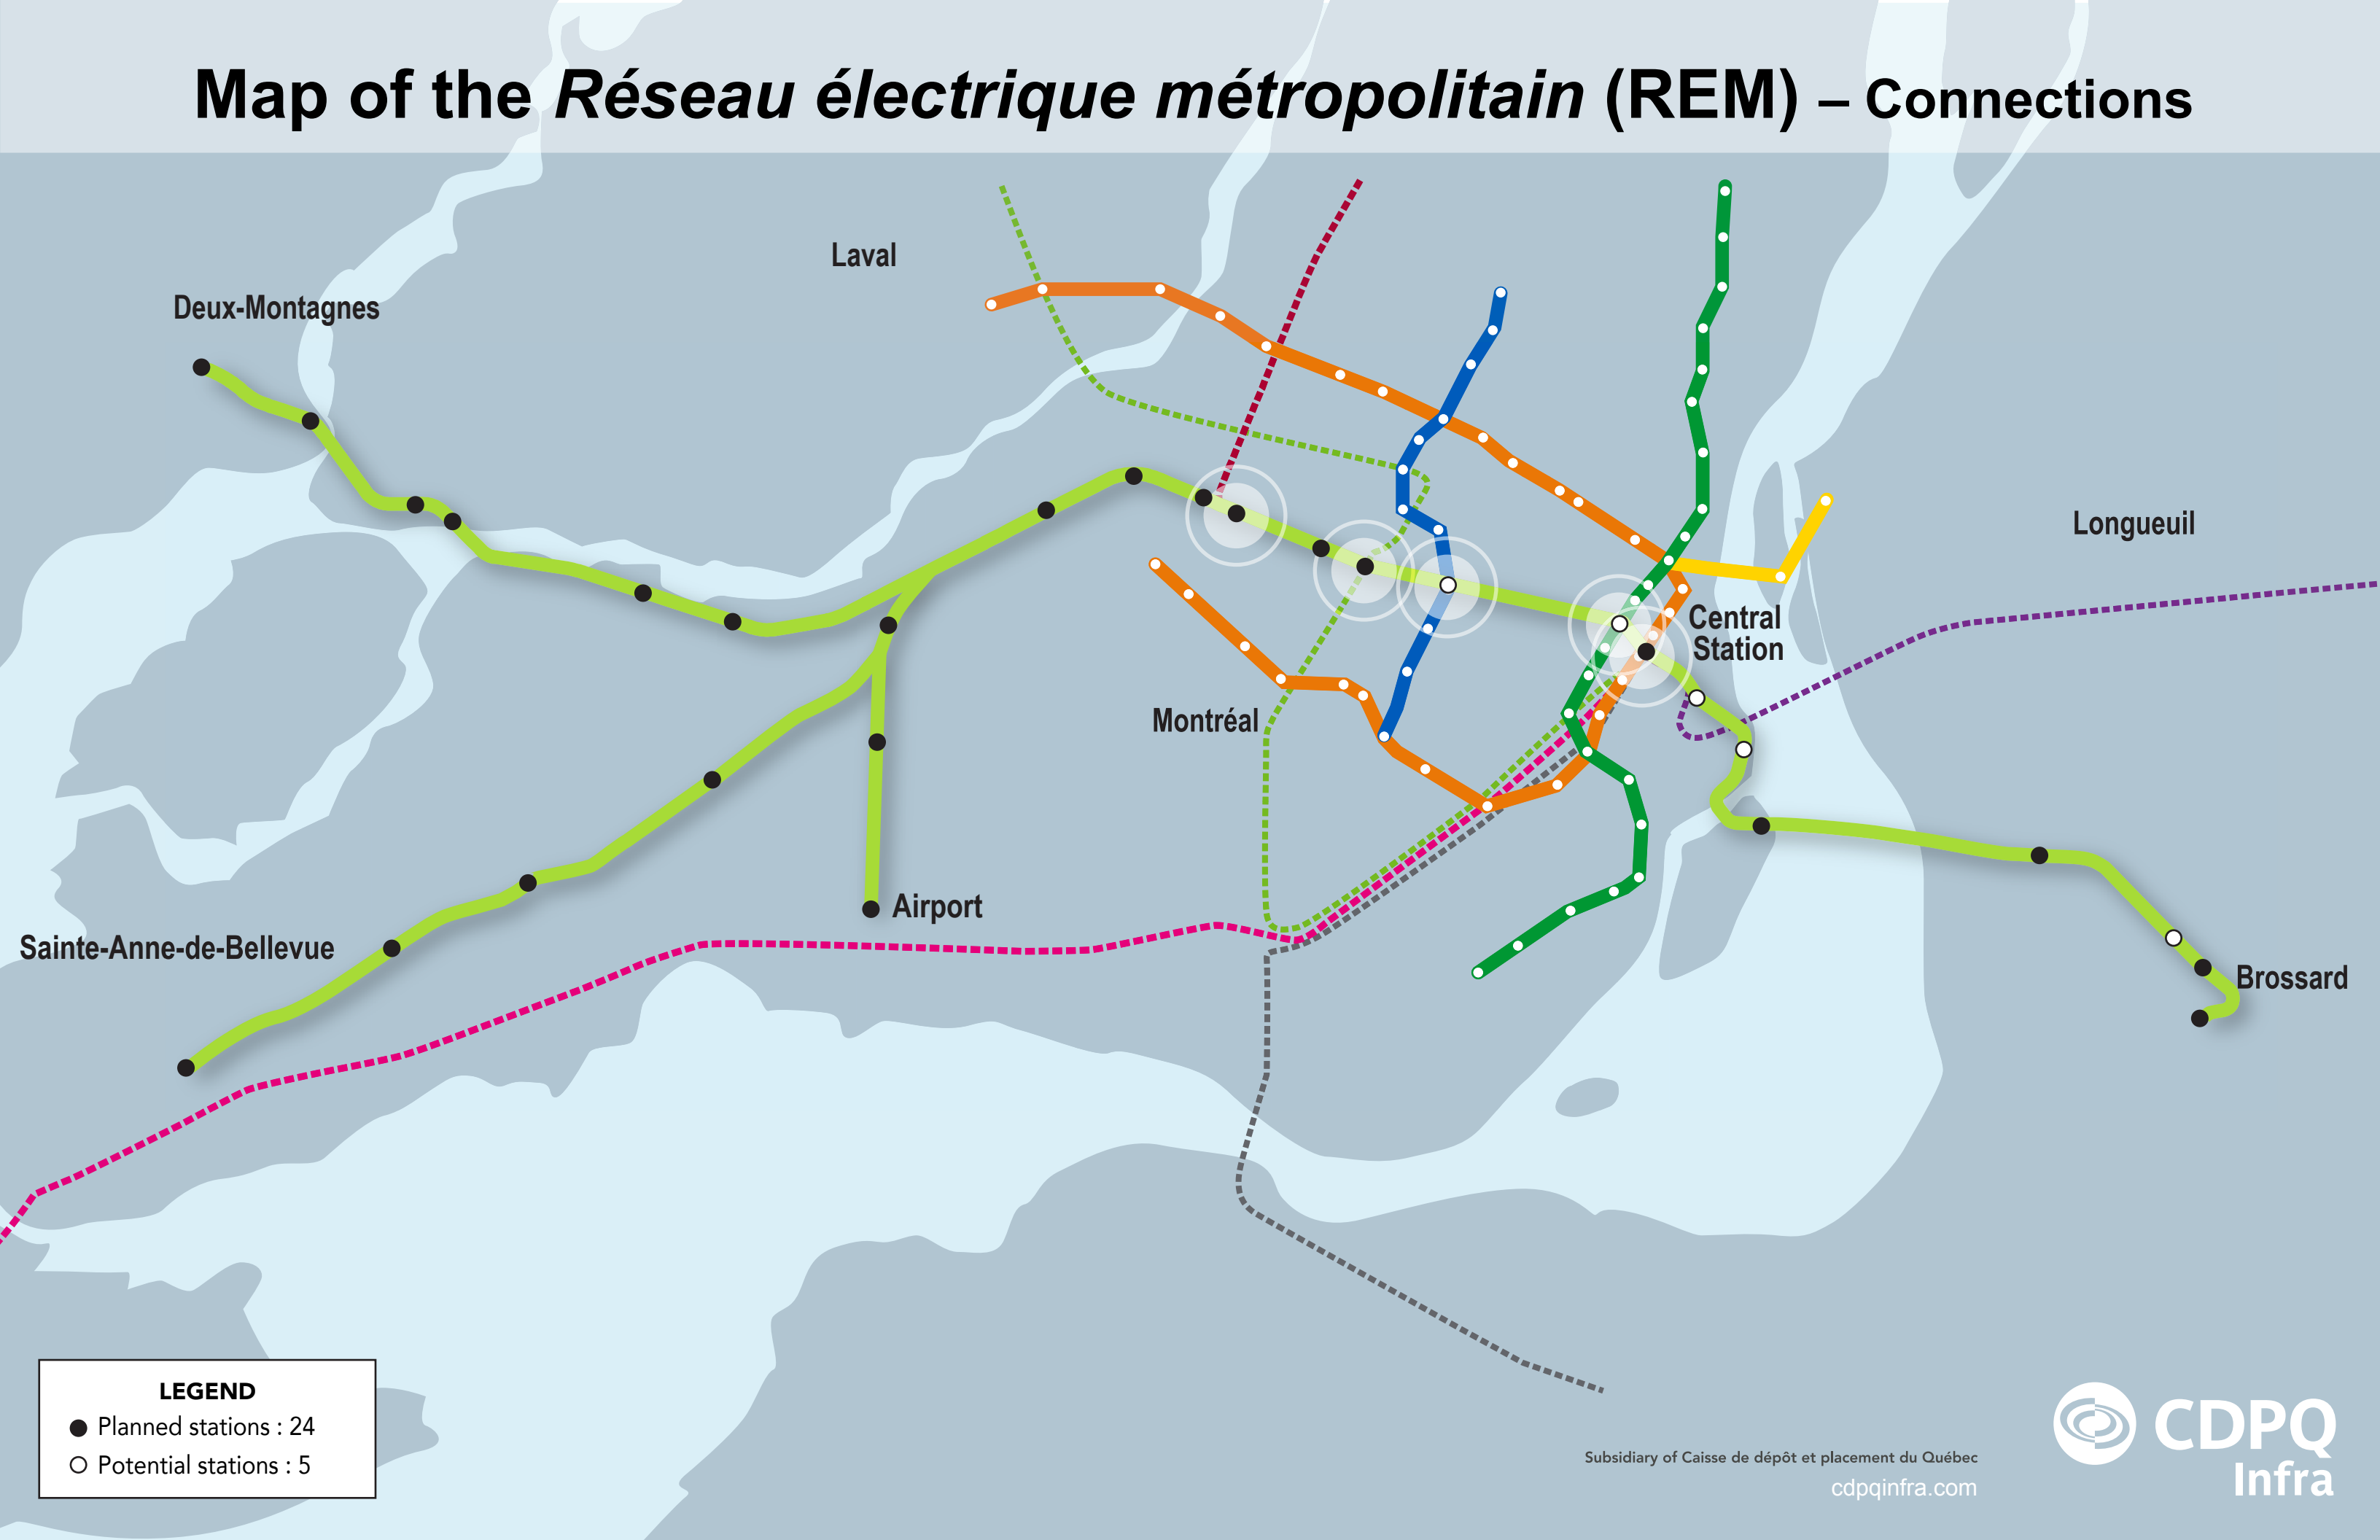 Map of the Réseau électrique métropolitain (REM) – Connections
Laval
Deux-Montagnes
Longueuil
Central
Station
Montréal
Airport
Sainte-Anne-de-Bellevue
Brossard
LEGEND
Planned stations : 24
Potential stations : 5
Subsidiary of Caisse de dépôt et placement du Québec
cdpqinfra.com
CDPQ
Infra